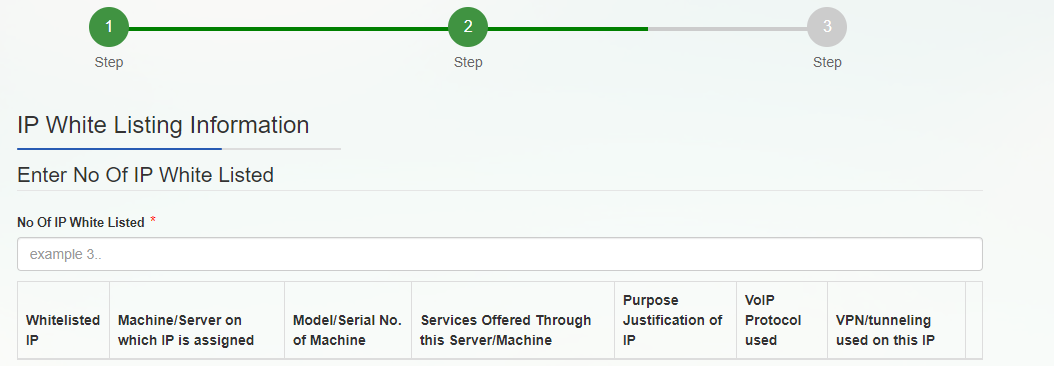 1 2 3
Step Step Step
IP White Listing Information
Enter No Of IP White Listed
No Of IP White Listed *
example 3..
Whitelisted IP
Machine/Server on which IP is assigned
Model/Serial No. of Machine
Services Offered Through this Server/Machine
Purpose Justification of IP
VoIP Protocol used
VPN/tunneling used on this IP